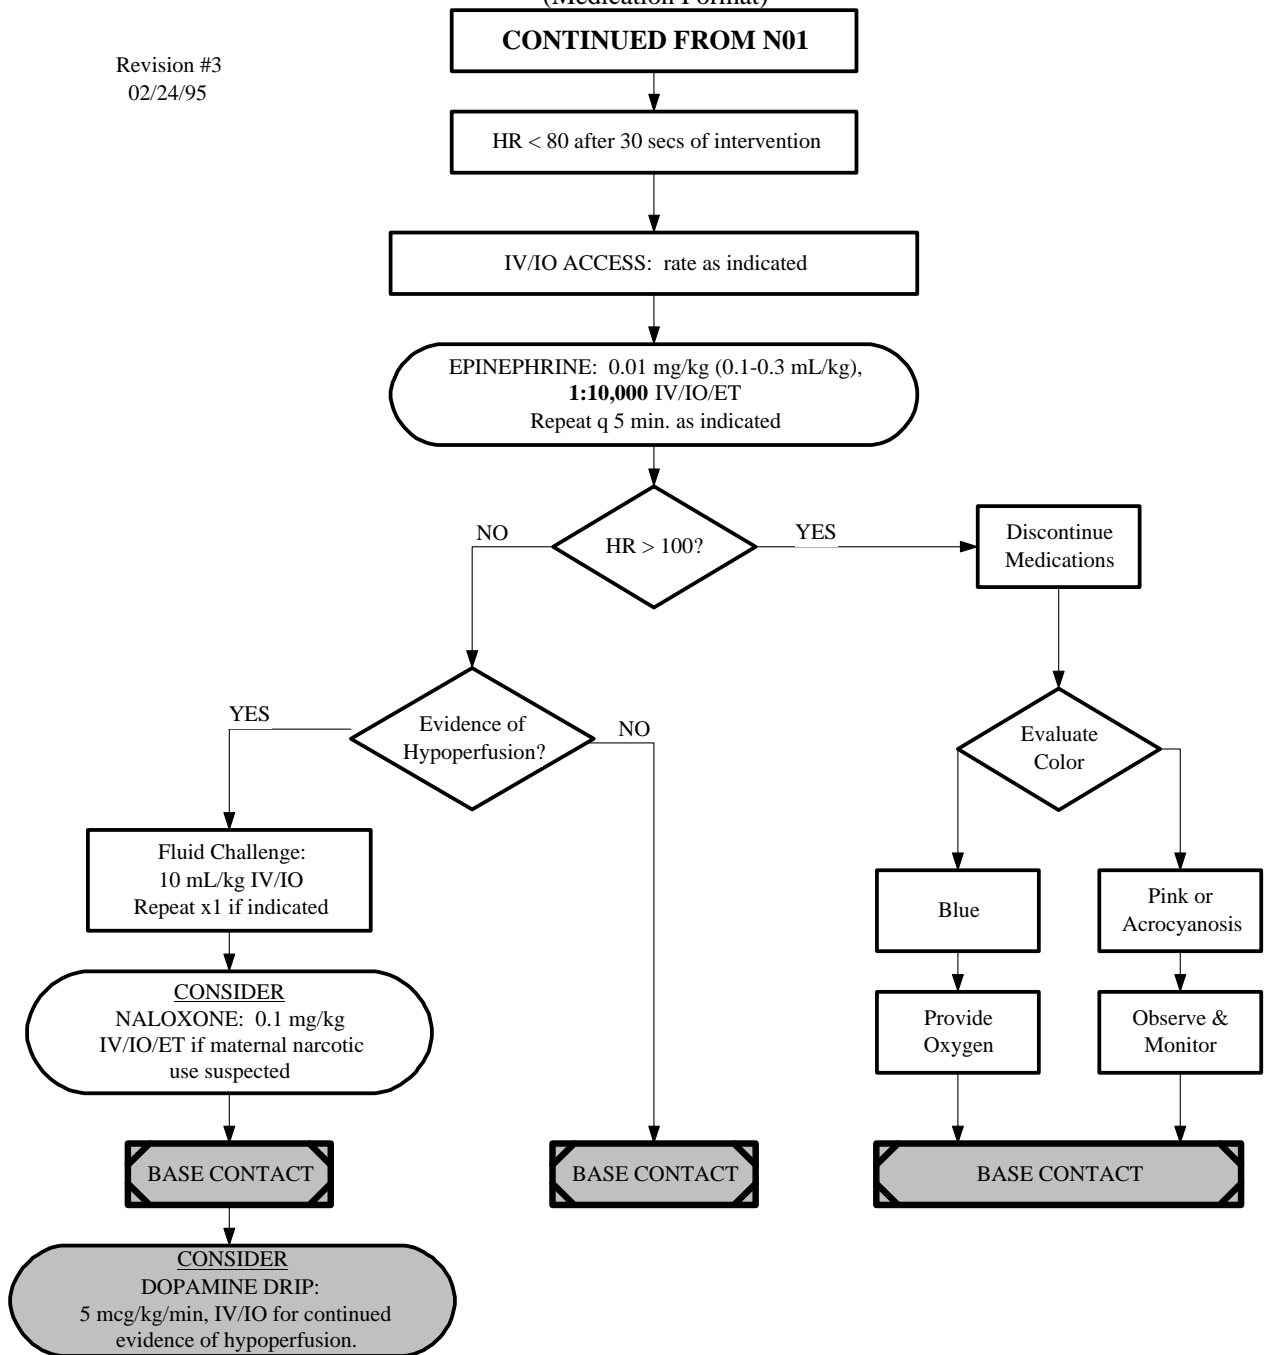 (Medication Format)
CONTINUED FROM N01
Revision #3
02/24/95
HR < 80 after 30 secs of intervention
IV/IO ACCESS:  rate as indicated
EPINEPHRINE:  0.01 mg/kg (0.1-0.3 mL/kg),
1:10,000 IV/IO/ET
Repeat q 5 min. as indicated
NO
HR > 100?
YES
Discontinue
Medications
YES
Evidence of
Hypoperfusion?
NO
Evaluate
Color
Fluid Challenge:
10 mL/kg IV/IO
Repeat x1 if indicated
Blue
Pink or
Acrocyanosis
CONSIDER
NALOXONE:  0.1 mg/kg
IV/IO/ET if maternal narcotic
use suspected
Provide
Oxygen
Observe &
Monitor
BASE CONTACT
BASE CONTACT
BASE CONTACT
CONSIDER
DOPAMINE DRIP:
5 mcg/kg/min, IV/IO for continued
evidence of hypoperfusion.